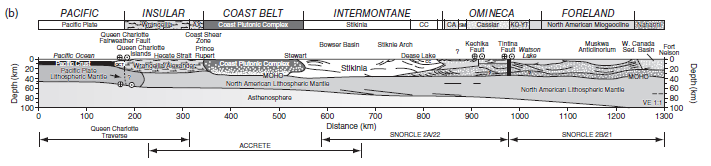 (b)
PACIFIC INSULAR COAST BELT INTERMONTANE OMINECA FORELAND
Pacific Plate Wrangellia AX Coast Plutonic Complex Stikinia CC CA Cassiar KO-YT North American Miogeocline
Queen Charlotte
Fairweather Fault
Queen Charlotte
Islands
Coast Shear
Zone
Prince
Rupert
Pacific Ocean
Hecate Strait
Stewart
Bowser Basin
Stikinia Arch
Dease Lake
?
Kechika
Fault
Tintina
Fault
Watson
Lake
Muskwa
Anticlinorium
W. Canada
Sed. Basin
Fort
Nelson
Pacific Crust
Pacific Plate
Lithospheric Mantle
Wrangellia/Alexander
Coast Plutonic Complex
Stikinia
MOHO
MOHO
North American Lithospheric Mantle
North American Lithospheric Mantle
Asthenosphere
VE 1:1
Depth (km)
0
20
40
60
80
100
0
20
40
60
80
100
Depth (km)
0 100 200 300 400 500 600 700 800 900 1000 1100 1200 1300
Distance (km)
Queen Charlotte
Traverse
ACCRETE
SNORCLE 2A/22
SNORCLE 2B/21